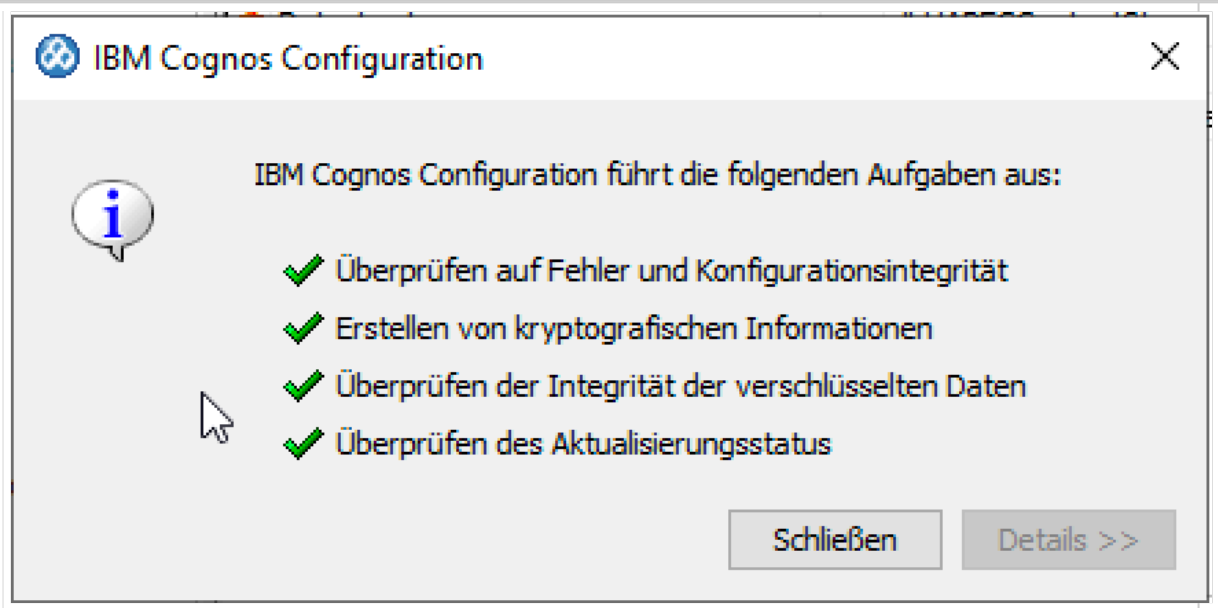 IBM Cognos Configuration
IBM Cognos Configuration führt die folgenden Aufgaben aus:
Überprüfen auf Fehler und Konfigurationsintegrität
Erstellen von kryptografischen Informationen
Überprüfen der Integrität der verschlüsselten Daten
Überprüfen des Aktualisierungsstatus
Schließen
Details >>